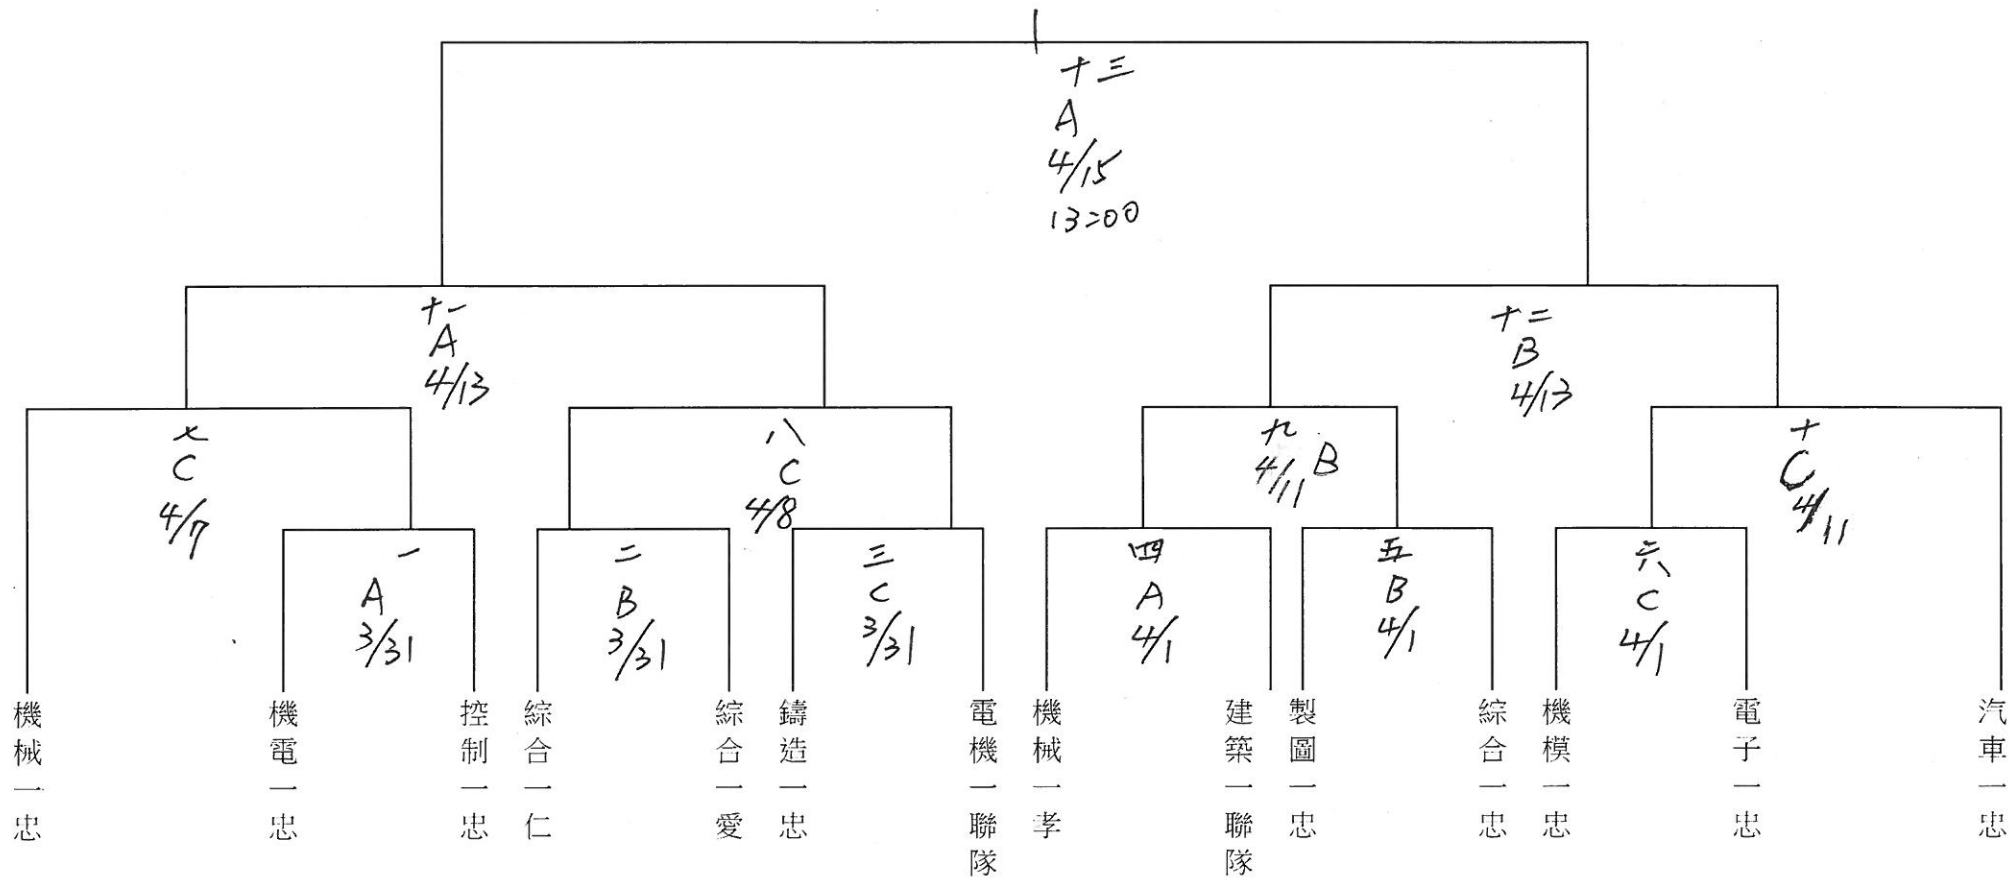 十三
A
4/15
13:00
十一
A
4/13
十二
B
4/13
七
C
4/7
八
C
4/8
九
4/11 B
十
C
4/11
一
A
3/31
二
B
3/31
三
C
3/31
四
A
4/1
五
B
4/1
六
C
4/1
機械一忠
機電一忠
控制一忠
綜合一仁
綜合一愛
鑄造一忠
電機一聯隊
機械一孝
建築一聯隊
製圖一忠
綜合一忠
機模一忠
電子一忠
汽車一忠